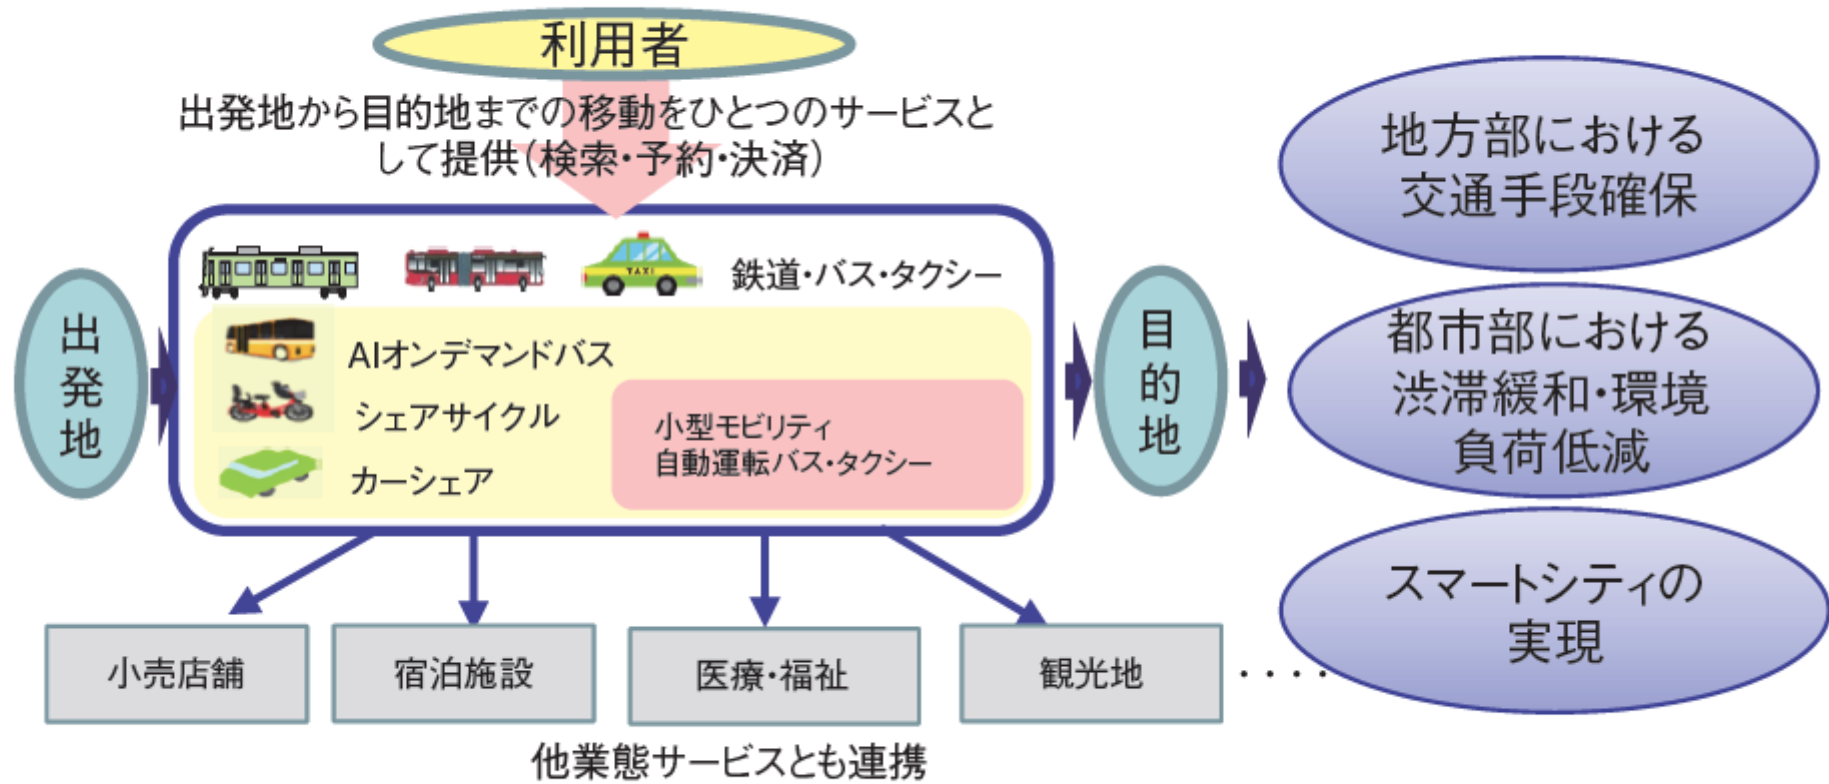 利用者
出発地から目的地までの移動をひとつのサービスと
して提供(検索・予約・決済)
出発地
TAXI
鉄道・バス・タクシー
AIオンデマンドバス
シェアサイクル
カーシェア
小型モビリティ
自動運転バス・タクシー
目的地
地方部における
交通手段確保
都市部における
渋滞緩和・環境
負荷低減
スマートシティの
実現
小売店舗
宿泊施設
医療・福祉
観光地
・・・・
他業態サービスとも連携